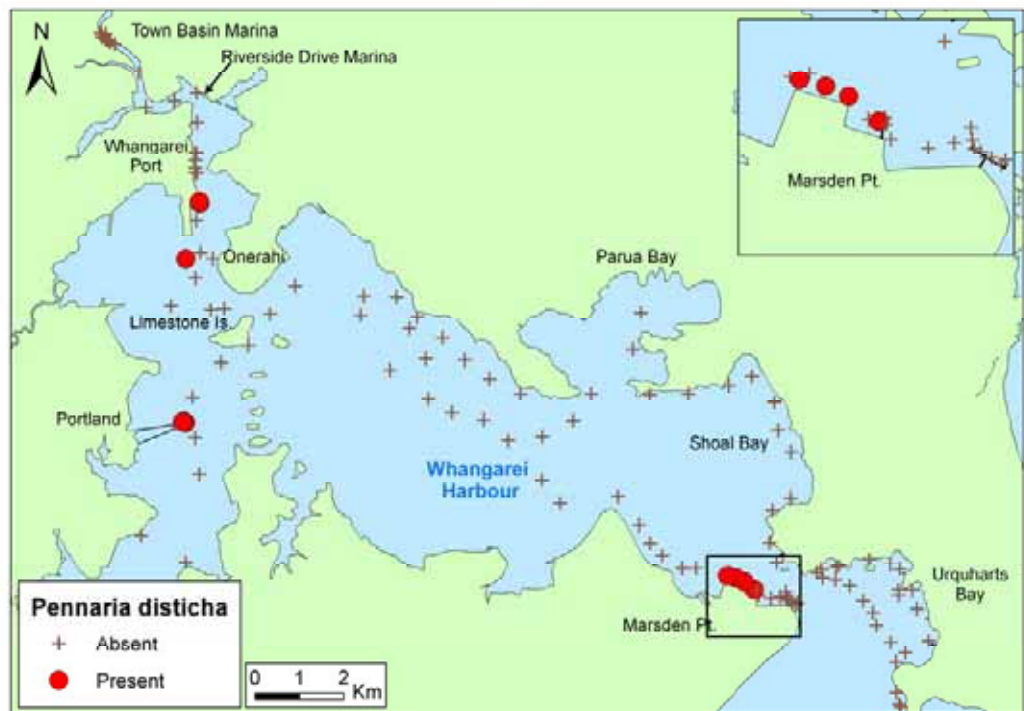 N
Town Basin Marina
Riverside Drive Marina
Whangarei
Port
Marsden Pt.
Onerahi
Parua Bay
Limestone Is.
Portland
Shoal Bay
Whangarei
Harbour
Urquharts
Bay
Marsden Pt.
Pennaria disticha
Absent
Present
0 1 2
Km